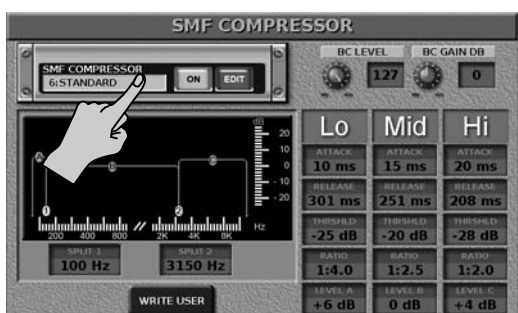 SMF COMPRESSOR
SMF COMPRESSOR
6:STANDARD
ON
EDIT
BC LEVEL
127
BC GAIN DB
0
dB
20
10
0
-10
-20
A
B
C
1
2
200 400 800 // 2K 4K 8K Hz
SPLIT 1
100 Hz
SPLIT 2
3150 Hz
WRITE USER
Lo Mid Hi
ATTACK ATTACK ATTACK
10 ms 15 ms 20 ms
RELEASE RELEASE RELEASE
301 ms 251 ms 208 ms
THRSHLD THRSHLD THRSHLD
-25 dB -20 dB -28 dB
RATIO RATIO RATIO
1:4.0 1:2.5 1:2.0
LEVEL A LEVEL B LEVEL C
+6 dB 0 dB +4 dB